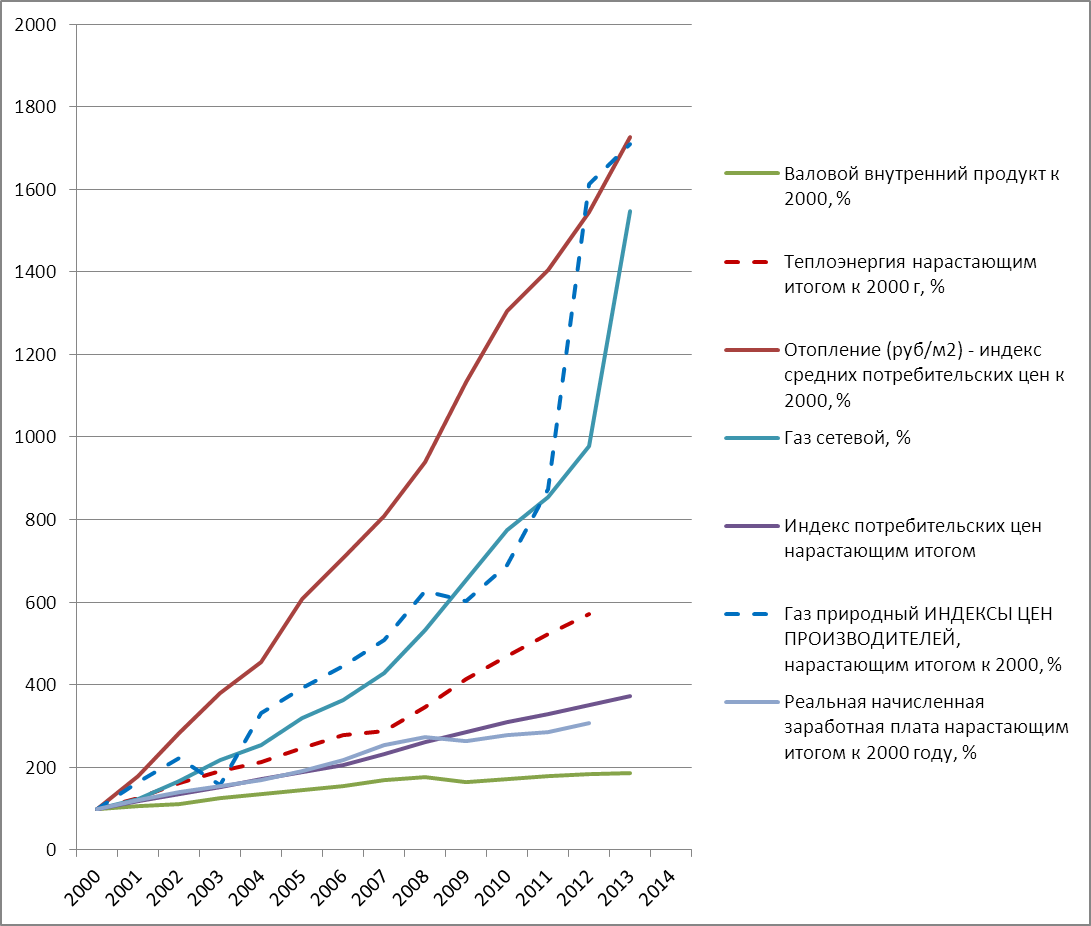 2000
1800
1600
1400
1200
1000
800
600
400
200
0
2000
2001
2002
2003
2004
2005
2006
2007
2008
2009
2010
2011
2012
2013
2014
Валовой внутренний продукт к
2000, %
Теплоэнергия нарастающим
итогом к 2000 г, %
Отопление (руб/м2) - индекс
средних потребительских цен к
2000, %
Газ сетевой, %
Индекс потребительских цен
нарастающим итогом
Газ природный ИНДЕКСЫ ЦЕН
ПРОИЗВОДИТЕЛЕЙ,
нарастающим итогом к 2000, %
Реальная начисленная
заработная плата нарастающим
итогом к 2000 году, %